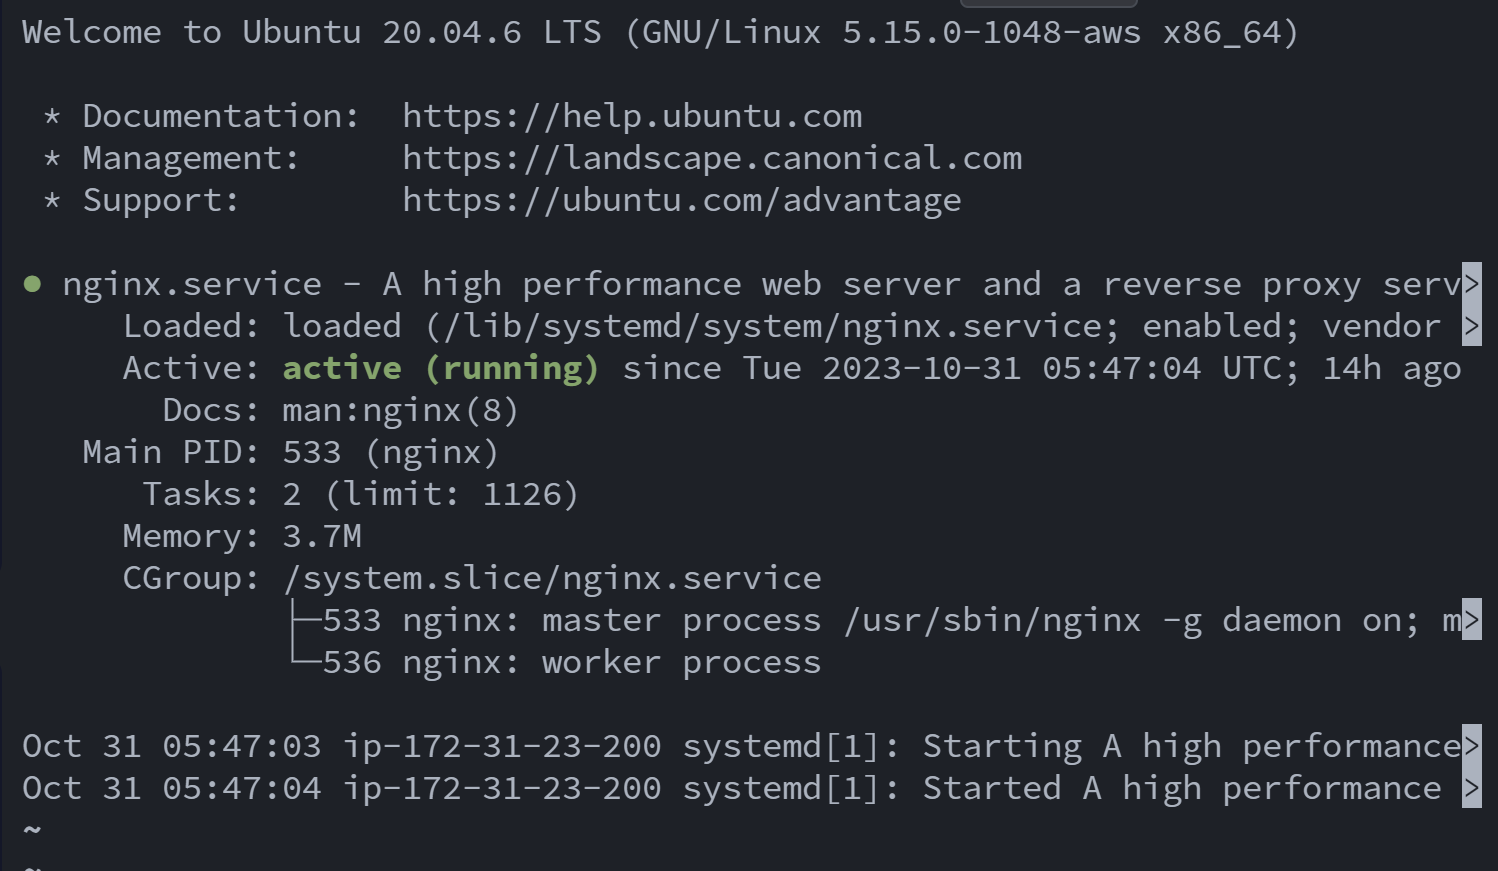 Welcome to Ubuntu 20.04.6 LTS (GNU/Linux 5.15.0-1048-aws x86_64)

 * Documentation:  https://help.ubuntu.com
 * Management:     https://landscape.canonical.com
 * Support:        https://ubuntu.com/advantage

● nginx.service - A high performance web server and a reverse proxy serv>
     Loaded: loaded (/lib/systemd/system/nginx.service; enabled; vendor >
     Active: active (running) since Tue 2023-10-31 05:47:04 UTC; 14h ago
       Docs: man:nginx(8)
   Main PID: 533 (nginx)
      Tasks: 2 (limit: 1126)
     Memory: 3.7M
     CGroup: /system.slice/nginx.service
             ├─533 nginx: master process /usr/sbin/nginx -g daemon on; m>
             └─536 nginx: worker process

Oct 31 05:47:03 ip-172-31-23-200 systemd[1]: Starting A high performance>
Oct 31 05:47:04 ip-172-31-23-200 systemd[1]: Started A high performance >
~
~